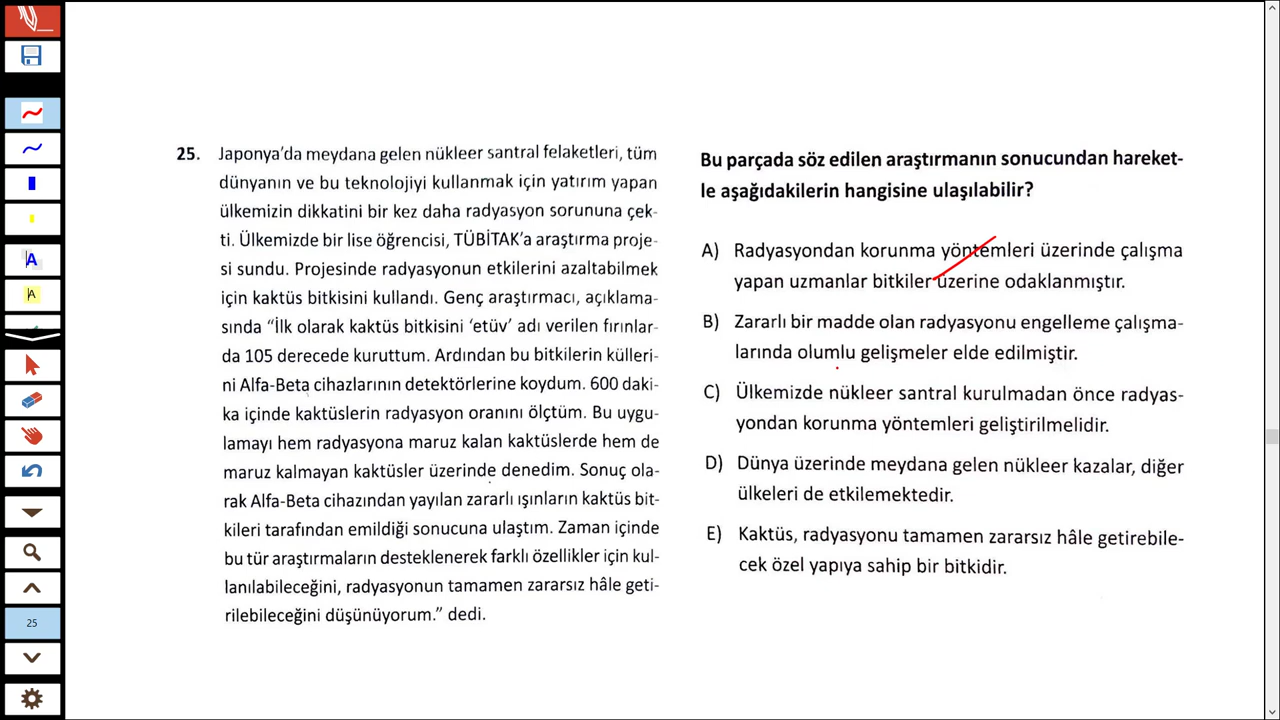 25. Japonya'da meydana gelen nükleer santral felaketleri, tüm
dünyanın ve bu teknolojiyi kullanmak için yatırım yapan
ülkemizin dikkatini bir kez daha radyasyon sorununa çek-
ti. Ülkemizde bir lise öğrencisi, TÜBİTAK'a araştırma proje-
si sundu. Projesinde radyasyonun etkilerini azaltabilmek
için kaktüs bitkisini kullandı. Genç araştırmacı, açıklama-
sında “İlk olarak kaktüs bitkisini ‘etüv’ adı verilen fırınlar-
da 105 derecede kuruttum. Ardından bu bitkilerin külleri-
ni Alfa-Beta cihazlarının detektörlerine koydum. 600 daki-
ka içinde kaktüslerin radyasyon oranını ölçtüm. Bu uygu-
lamayı hem radyasyona maruz kalan kaktüslerde hem de
maruz kalmayan kaktüsler üzerinde denedim. Sonuç ola-
rak Alfa-Beta cihazından yayılan zararlı ışınların kaktüs bit-
kileri tarafından emildiği sonucuna ulaştım. Zaman içinde
bu tür araştırmaların desteklenerek farklı özellikler için kul-
lanılabileceğini, radyasyonun tamamen zararsız hâle geti-
rilebileceğini düşünüyorum.” dedi.
Bu parçada söz edilen araştırmanın sonucundan hareket-
le aşağıdakilerin hangisine ulaşılabilir?
A) Radyasyondan korunma yöntemleri üzerinde çalışma
yapan uzmanlar bitkiler üzerine odaklanmıştır.
B) Zararlı bir madde olan radyasyonu engelleme çalışma-
larında olumlu gelişmeler elde edilmiştir.
C) Ülkemizde nükleer santral kurulmadan önce radyas-
yondan korunma yöntemleri geliştirilmelidir.
D) Dünya üzerinde meydana gelen nükleer kazalar, diğer
ülkeleri de etkilemektedir.
E) Kaktüs, radyasyonu tamamen zararsız hâle getirebile-
cek özel yapıya sahip bir bitkidir.
A
A
25